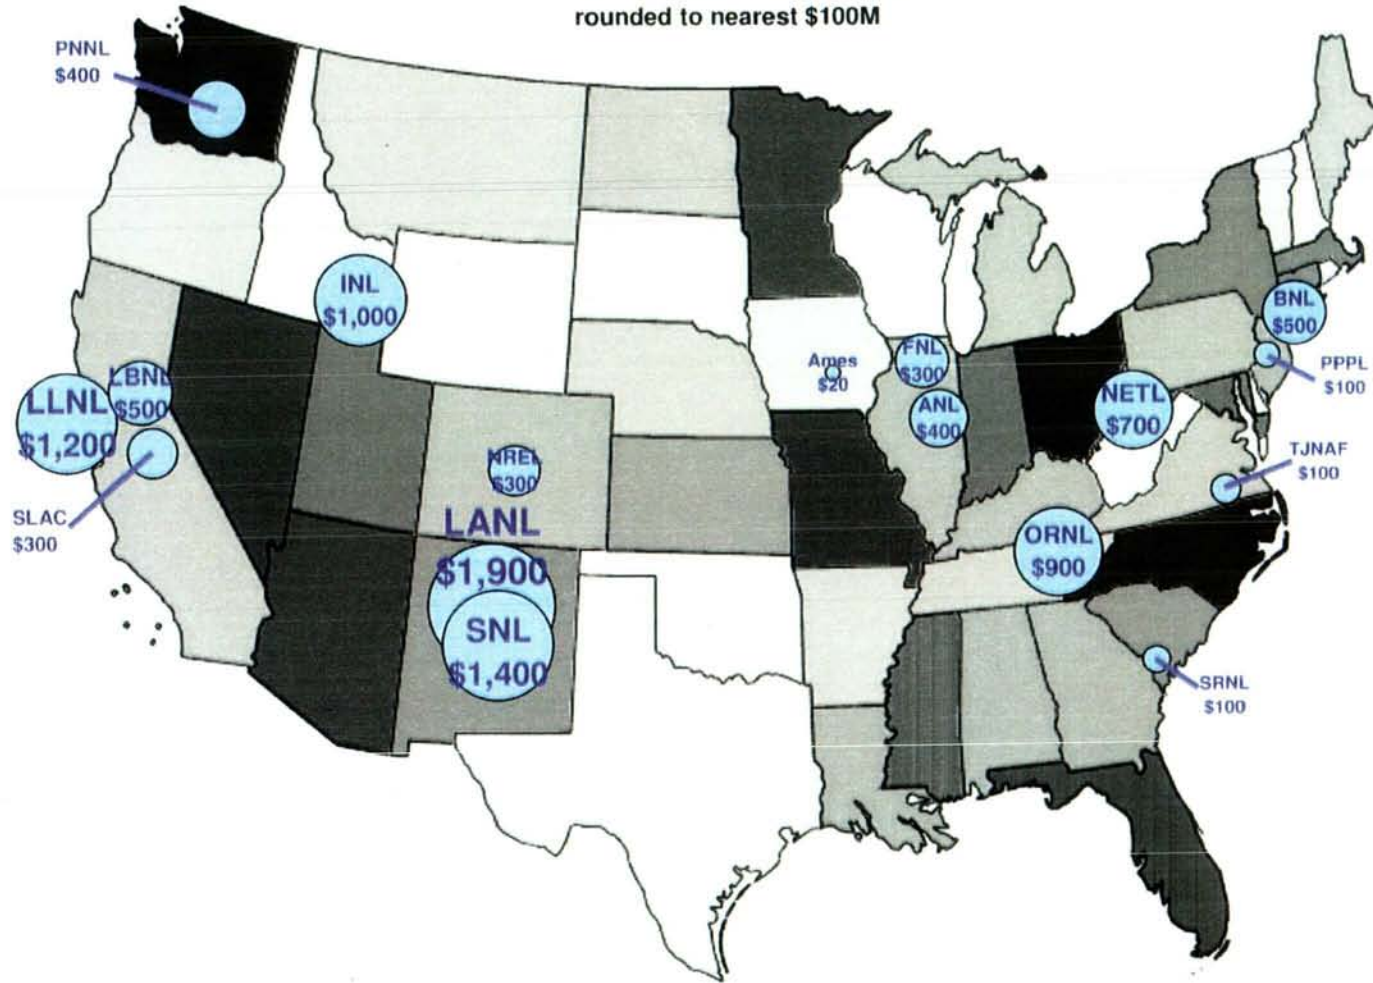 rounded to nearest $100M
PNNL
$400
INL
$1,000
BNL
$500
FNL
$300
Ames
$20
PPPL
$100
LBNL
$500
LLNL
$1,200
ANL
$400
NETL
$700
NREL
$300
TJNAF
$100
SLAC
$300
LANL
$1,900
ORNL
$900
SNL
$1,400
SRNL
$100